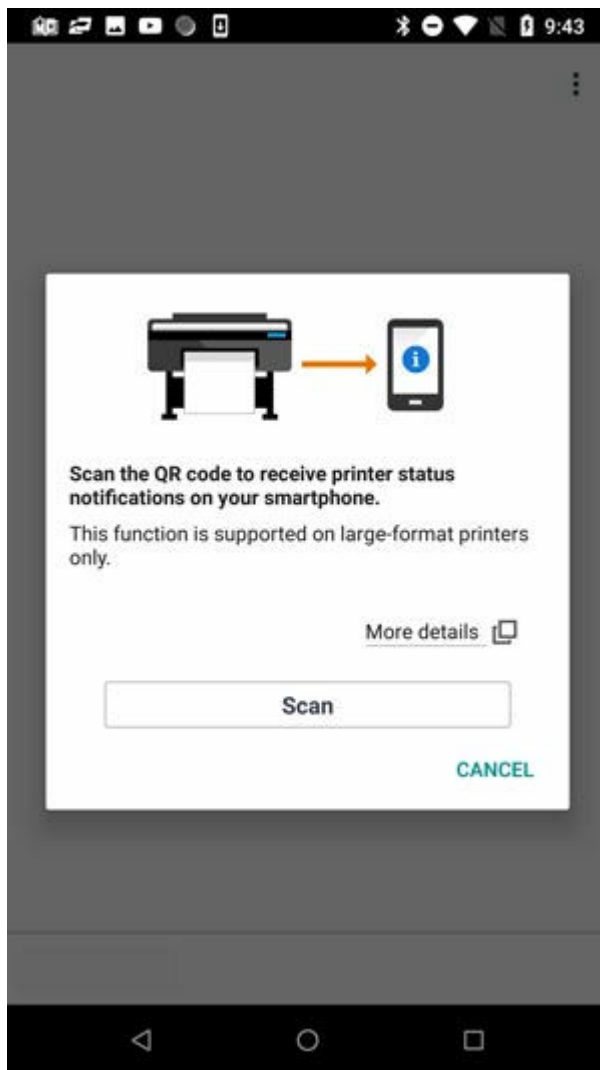 9:43
Scan the QR code to receive printer status
notifications on your smartphone.
This function is supported on large-format printers
only.
More details
Scan
CANCEL